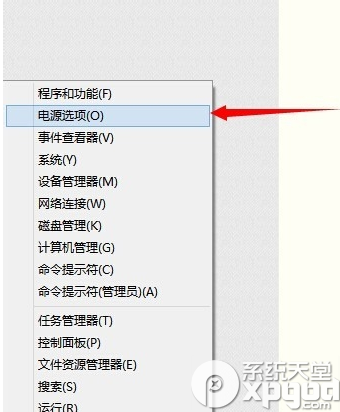 程序和功能(F)
电源选项(O)
事件查看器(V)
系统(Y)
设备管理器(M)
网络连接(W)
磁盘管理(K)
计算机管理(G)
命令提示符(C)
命令提示符(管理员)(A)
任务管理器(T)
控制面板(P)
文件资源管理器(E)
搜索(S)
运行(R)
系统天堂
xpgod